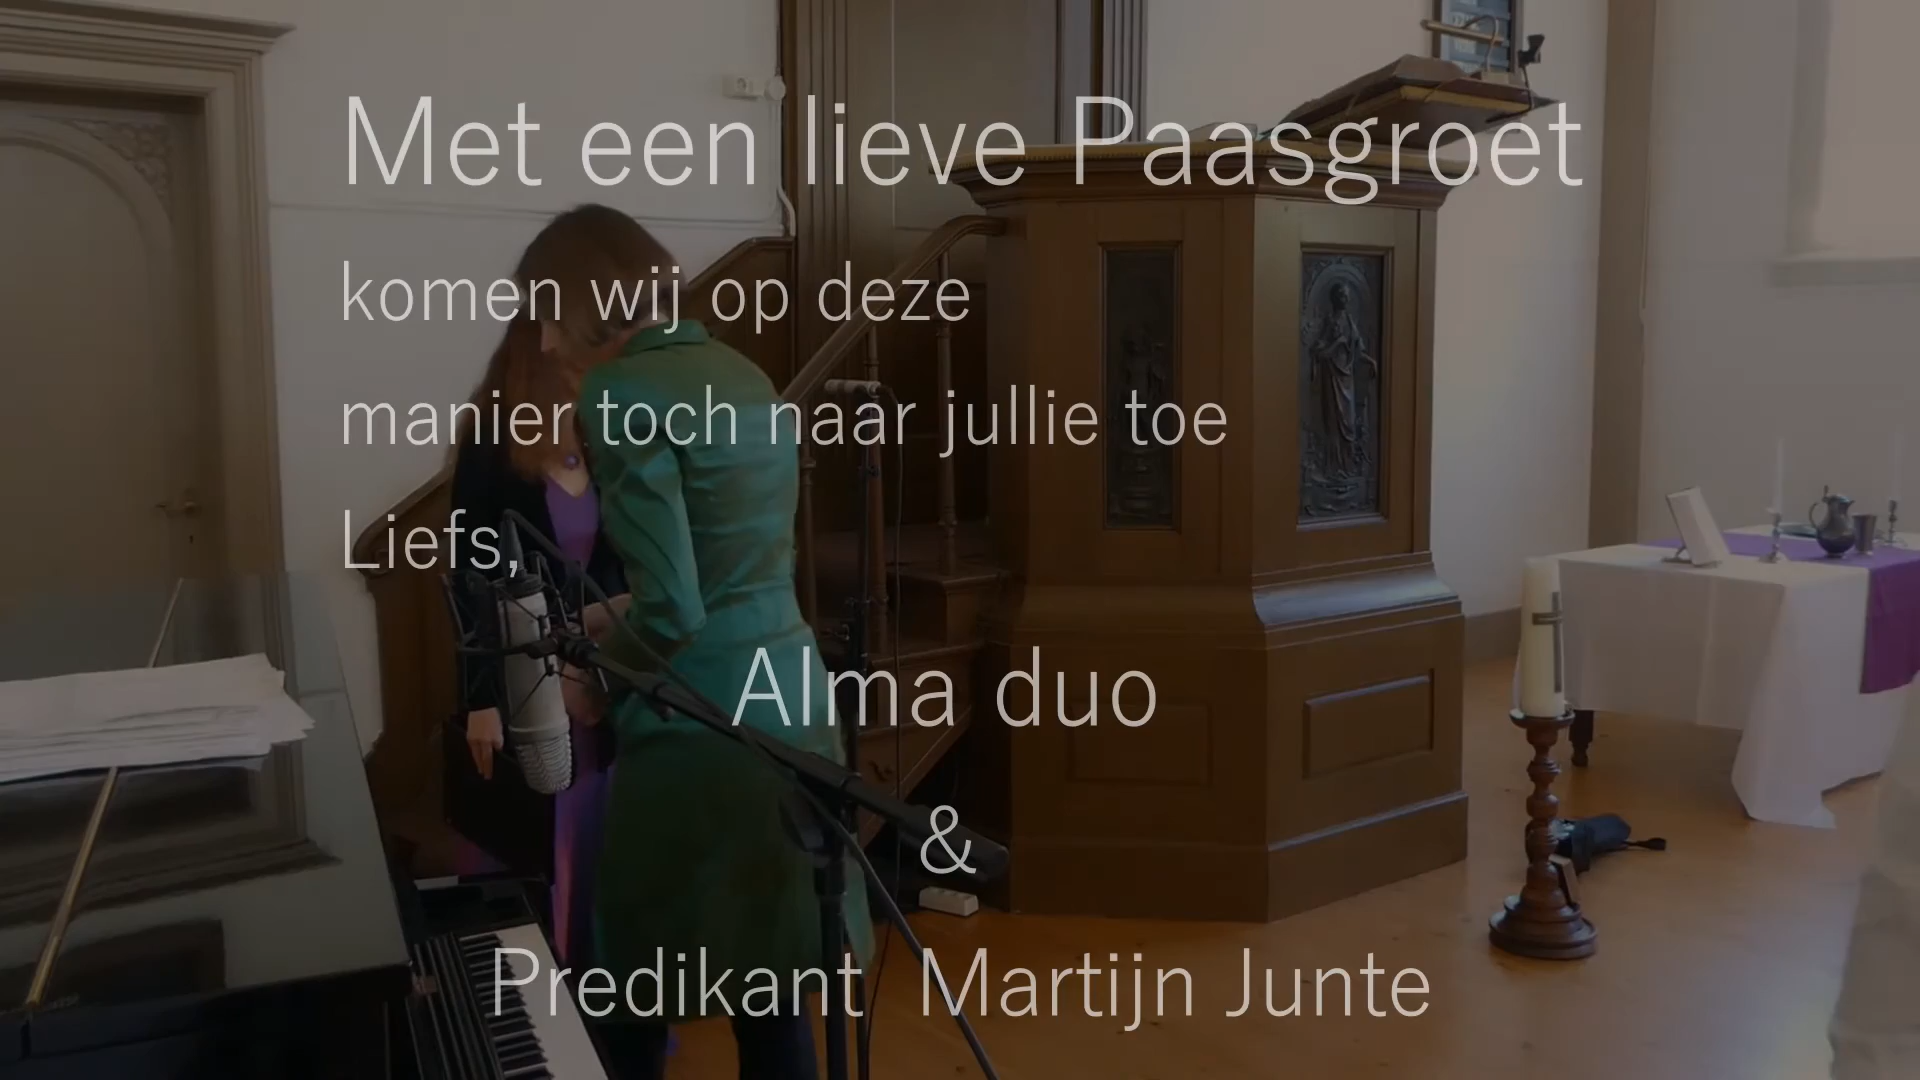 Met een lieve Paasgroet
komen wij op deze
manier toch naar jullie toe
Liefs,
Alma duo
&
Predikant Martijn Junte